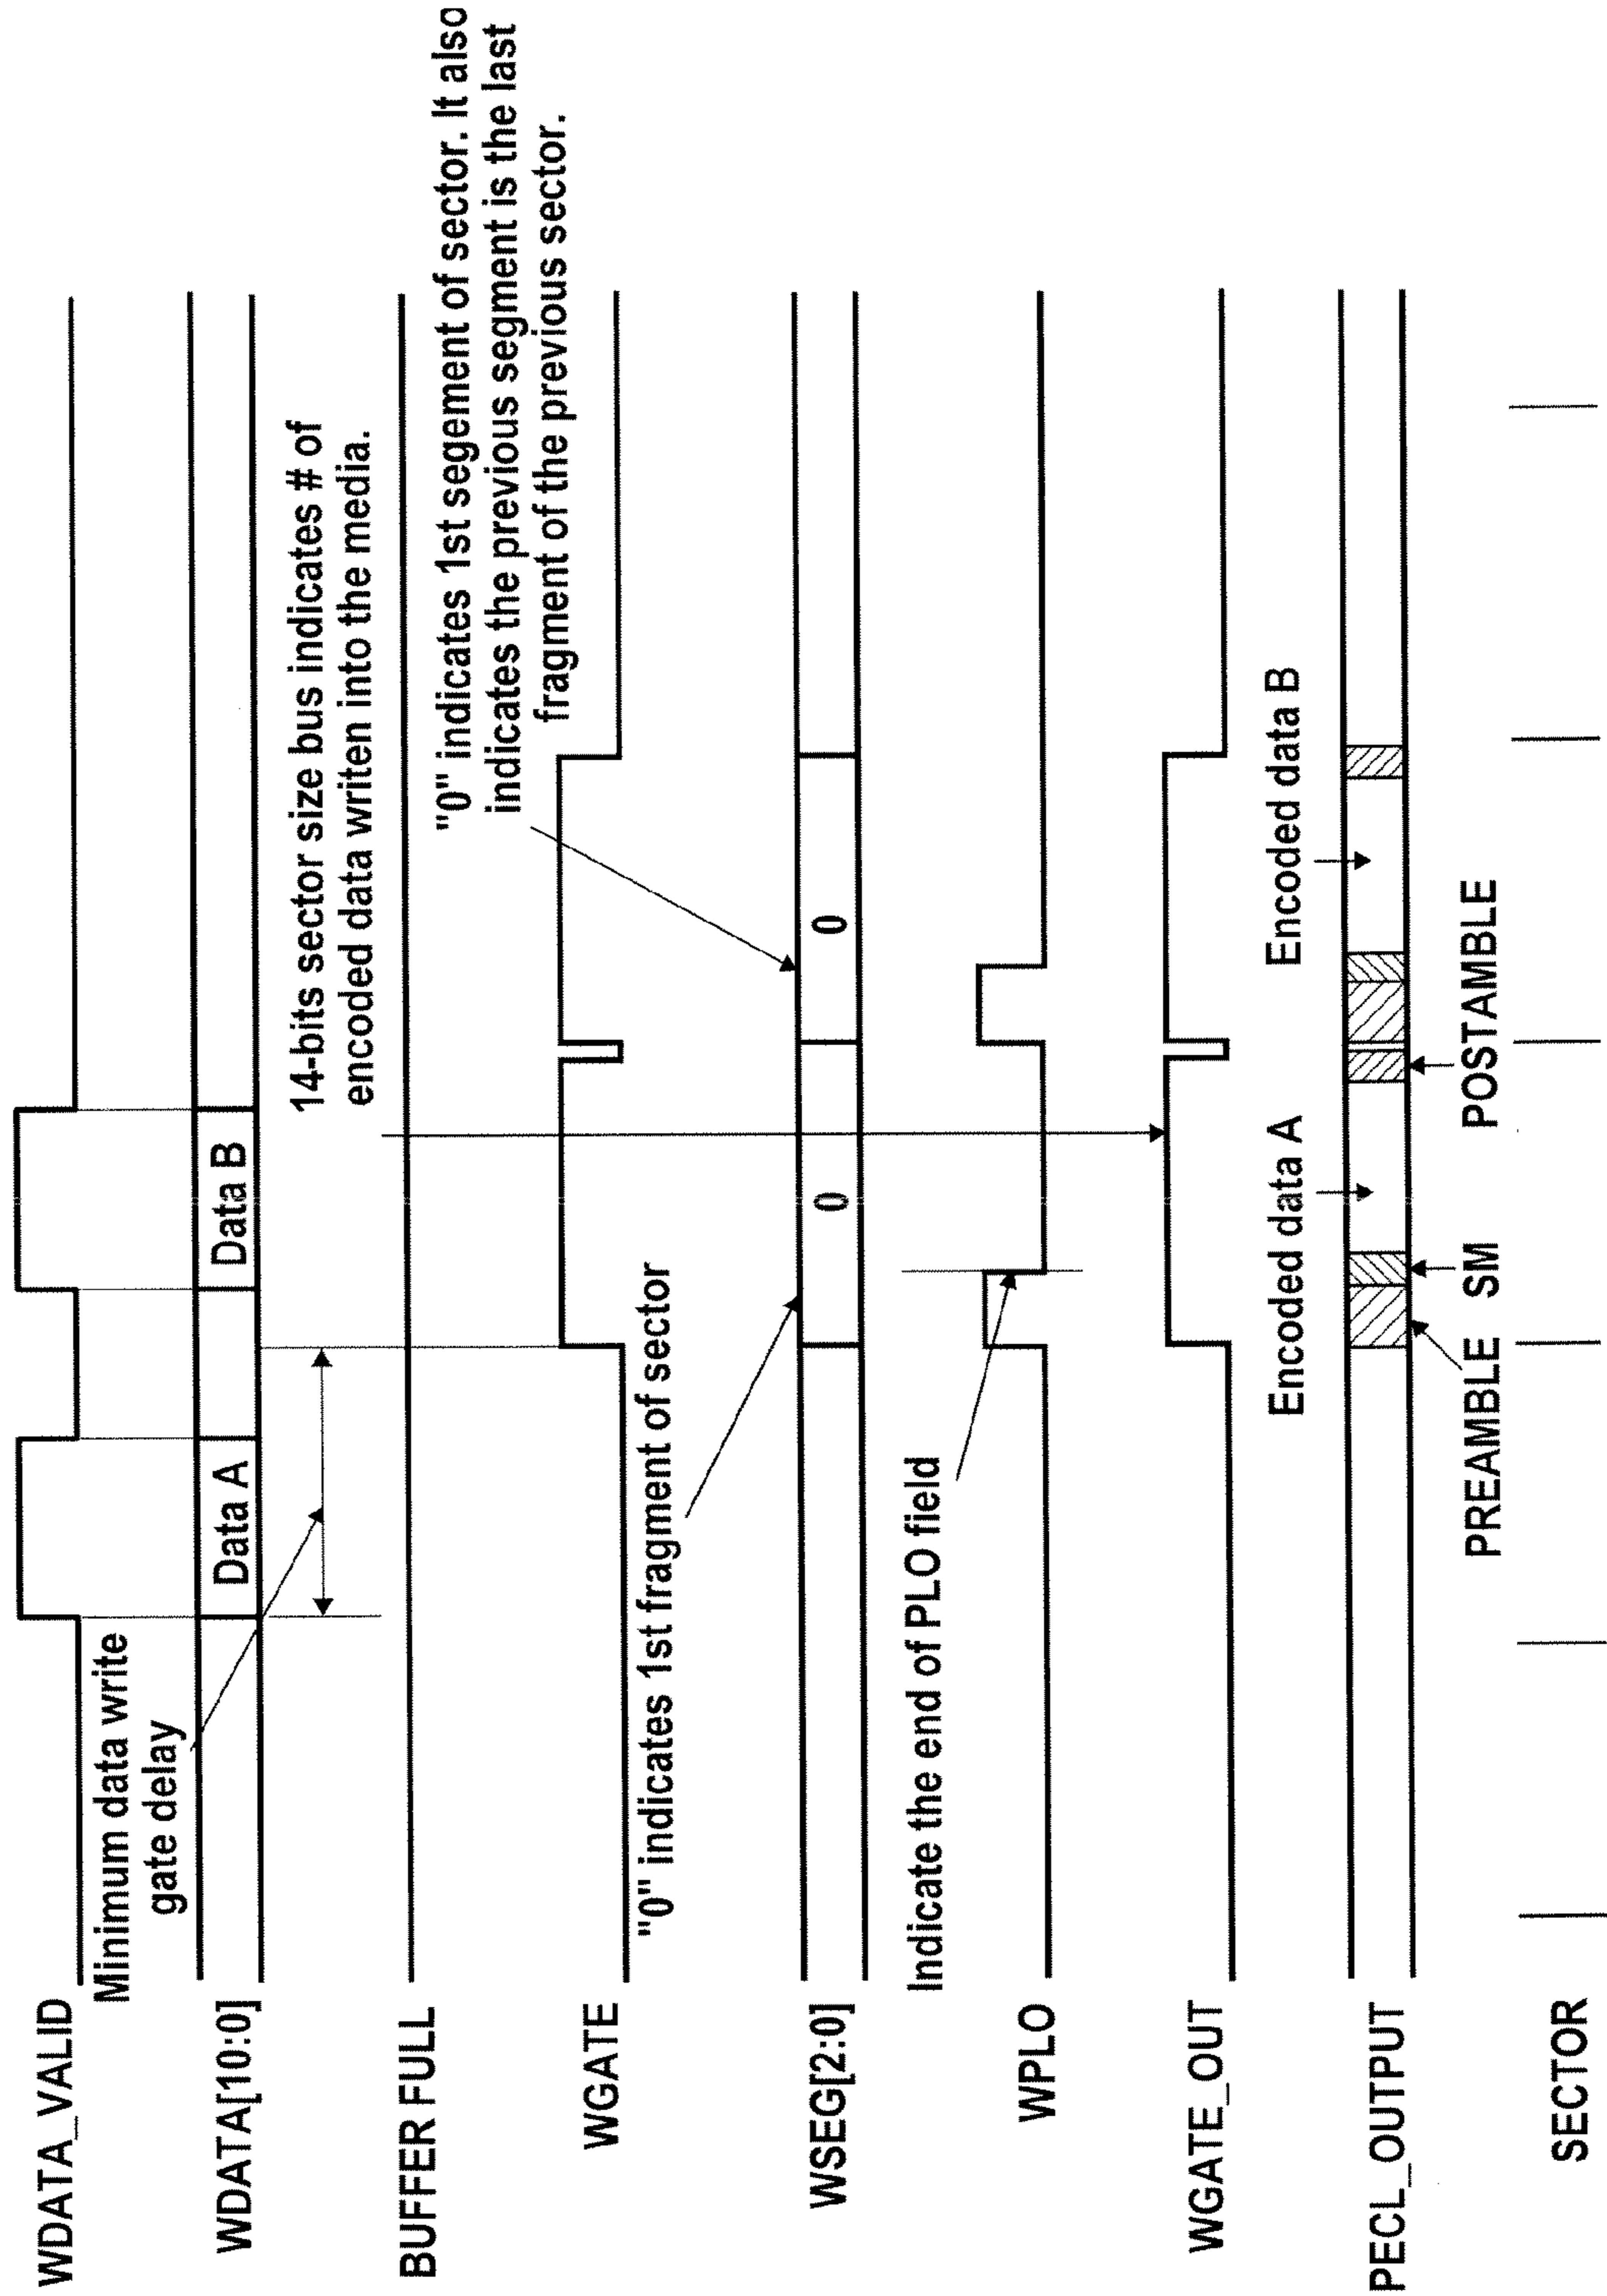 WDATA_VALID
Minimum data write
gate delay
WDATA[10:0]
Data A
Data B
14-bits sector size bus indicates # of
encoded data writen into the media.
BUFFER FULL
"0" indicates 1st segement of sector. It also
indicates the previous segment is the last
fragment of the previous sector.
WGATE
"0" indicates 1st fragment of sector
WSEG[2:0]
0
0
Indicate the end of PLO field
WPLO
WGATE_OUT
Encoded data A
Encoded data B
PECL_OUTPUT
PREAMBLE
SM
POSTAMBLE
SECTOR